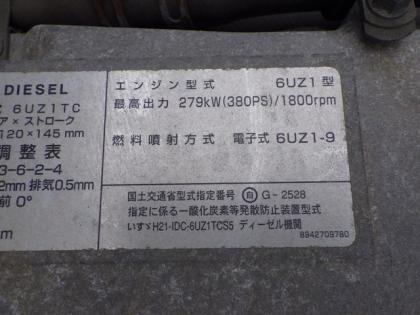 DIESEL
6UZ1TC
ア×ストローク
120×145mm
調整表
3-6-2-4
2mm 排気0.5mm
前 0°
m
エンジン型式 6UZ1型
最高出力 279kW(380PS)/1800rpm
燃料噴射方式 電子式 6UZ1-9
国土交通省型式指定番号 自 G-2528
指定に係る一酸化炭素等発散防止装置型式
いすゞH21-IDC-6UZ1TCS5 ディーゼル機関
8942709780